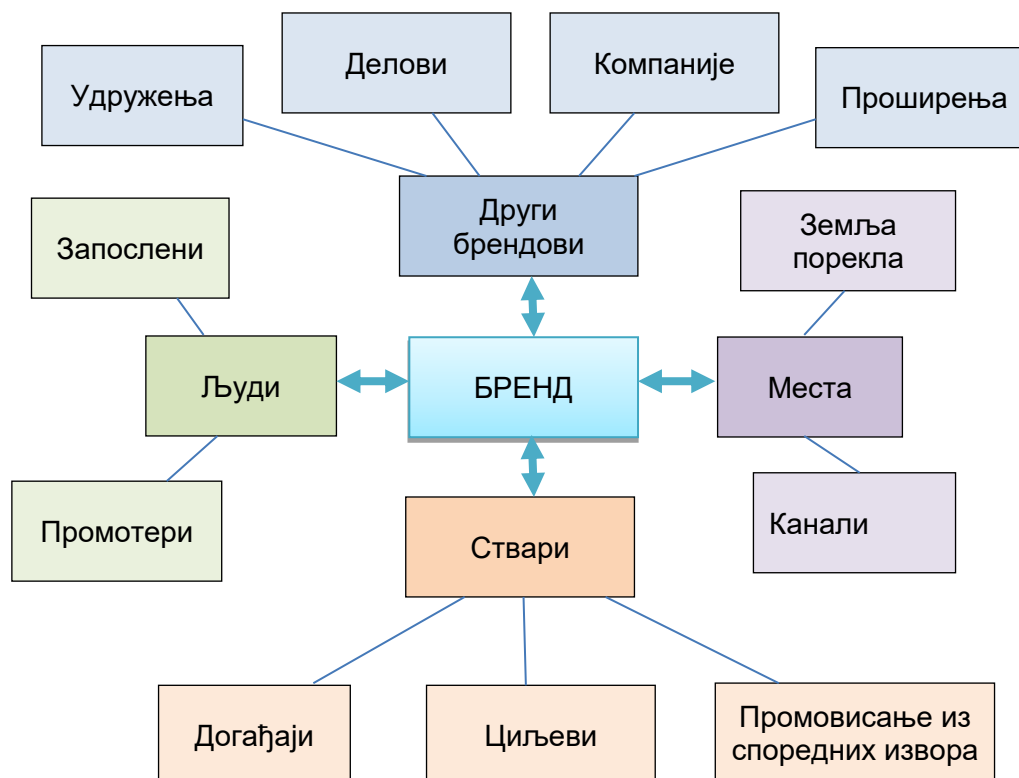 Удружења
Делови
Компаније
Проширења
Други
брендови
Запослени
Земља
порекла
Људи
БРЕНД
Места
Промотери
Ствари
Канали
Догађаји
Циљеви
Промовисање из
споредних извора